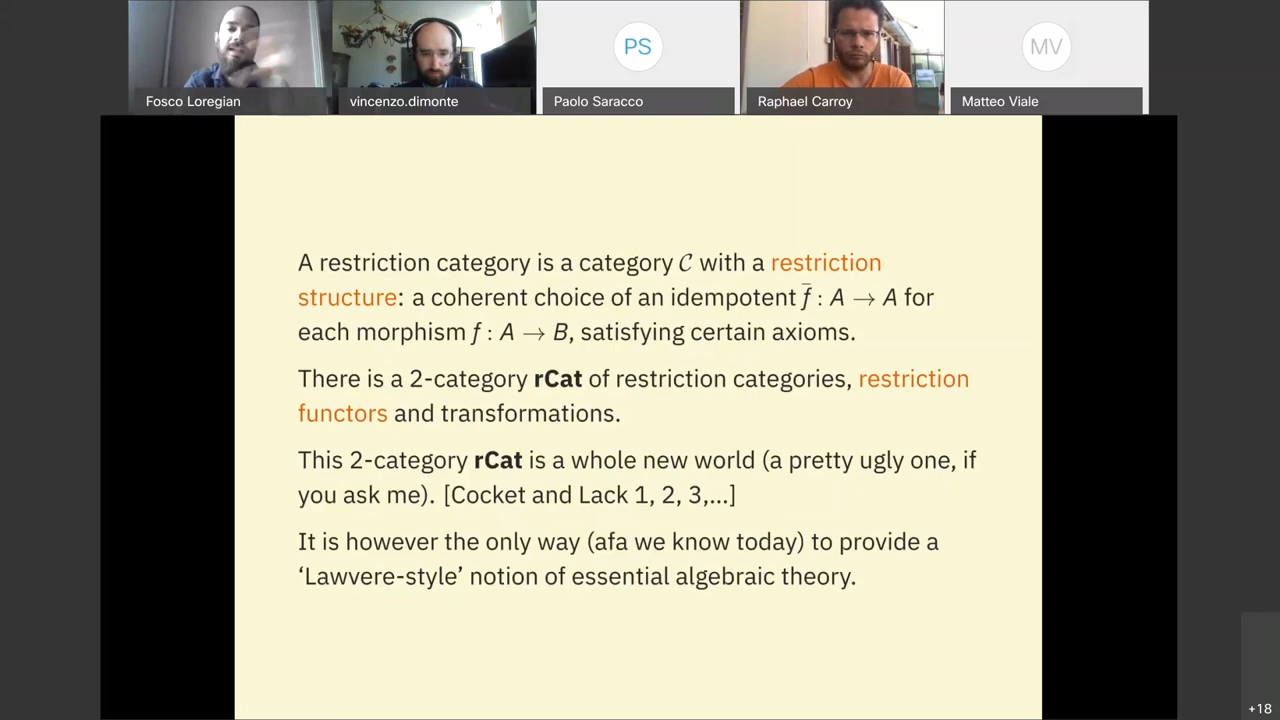 PS
MV
Fosco Loregian
vincenzo.dimonte
Paolo Saracco
Raphael Carroy
Matteo Viale
A restriction category is a category 𝒞 with a restriction
structure: a coherent choice of an idempotent f̄ : A → A for
each morphism f : A → B, satisfying certain axioms.
There is a 2-category rCat of restriction categories, restriction
functors and transformations.
This 2-category rCat is a whole new world (a pretty ugly one, if
you ask me). [Cocket and Lack 1, 2, 3,...]
It is however the only way (afa we know today) to provide a
‘Lawvere-style’ notion of essential algebraic theory.
+18